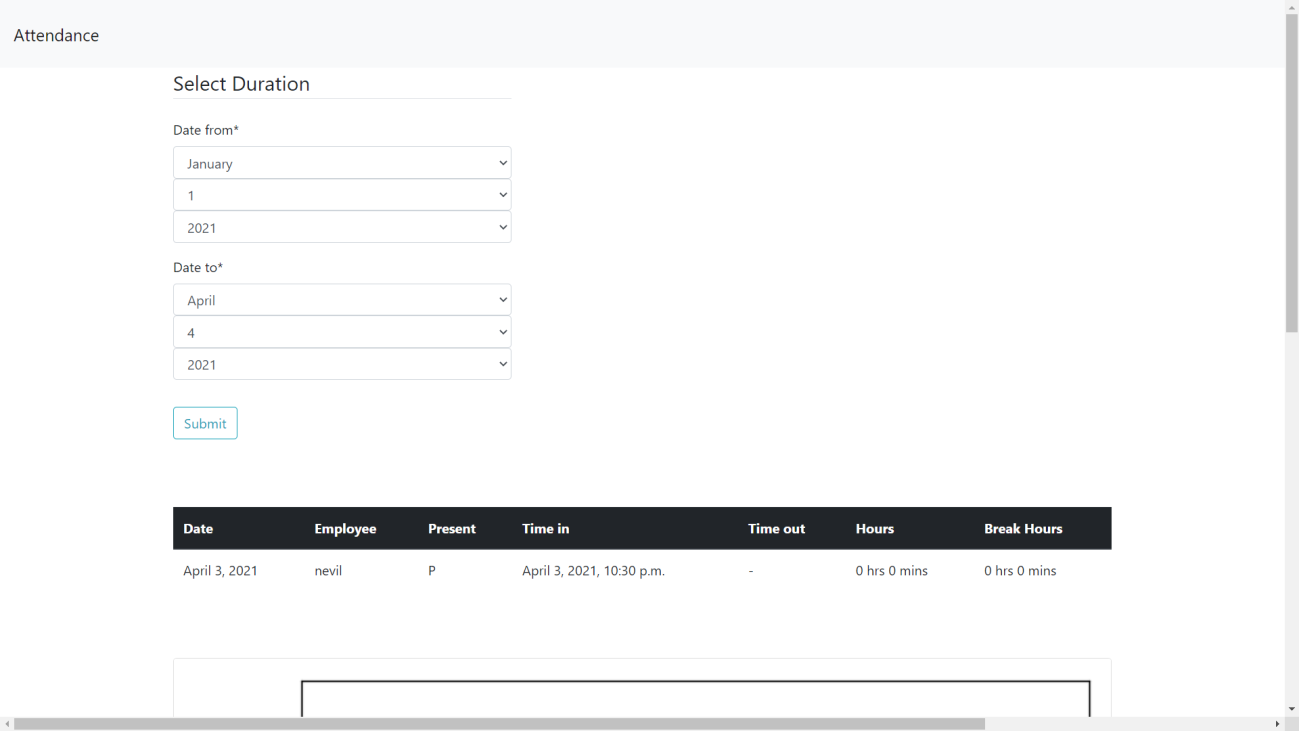 Attendance
Select Duration
Date from*
January
1
2021
Date to*
April
4
2021
Submit
Date Employee Present Time in Time out Hours Break Hours
April 3, 2021 nevil P April 3, 2021, 10:30 p.m. - 0 hrs 0 mins 0 hrs 0 mins